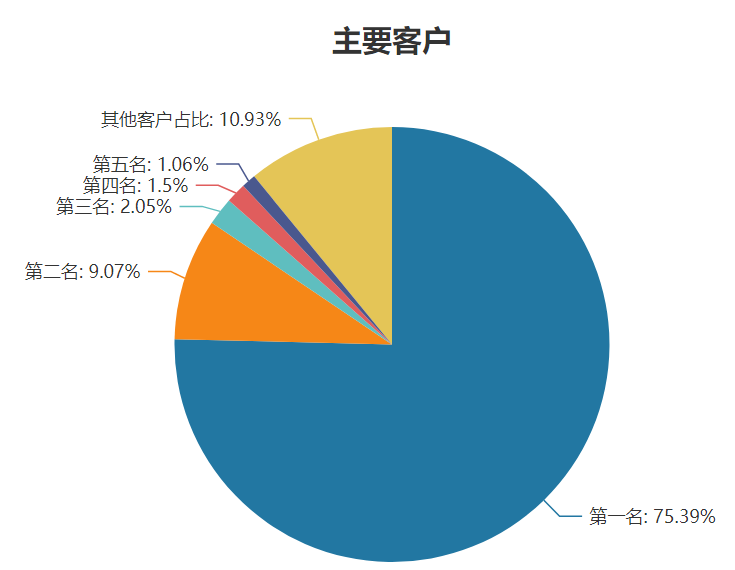 主要客户
其他客户占比: 10.93%
第五名: 1.06%
第四名: 1.5%
第三名: 2.05%
第二名: 9.07%
第一名: 75.39%